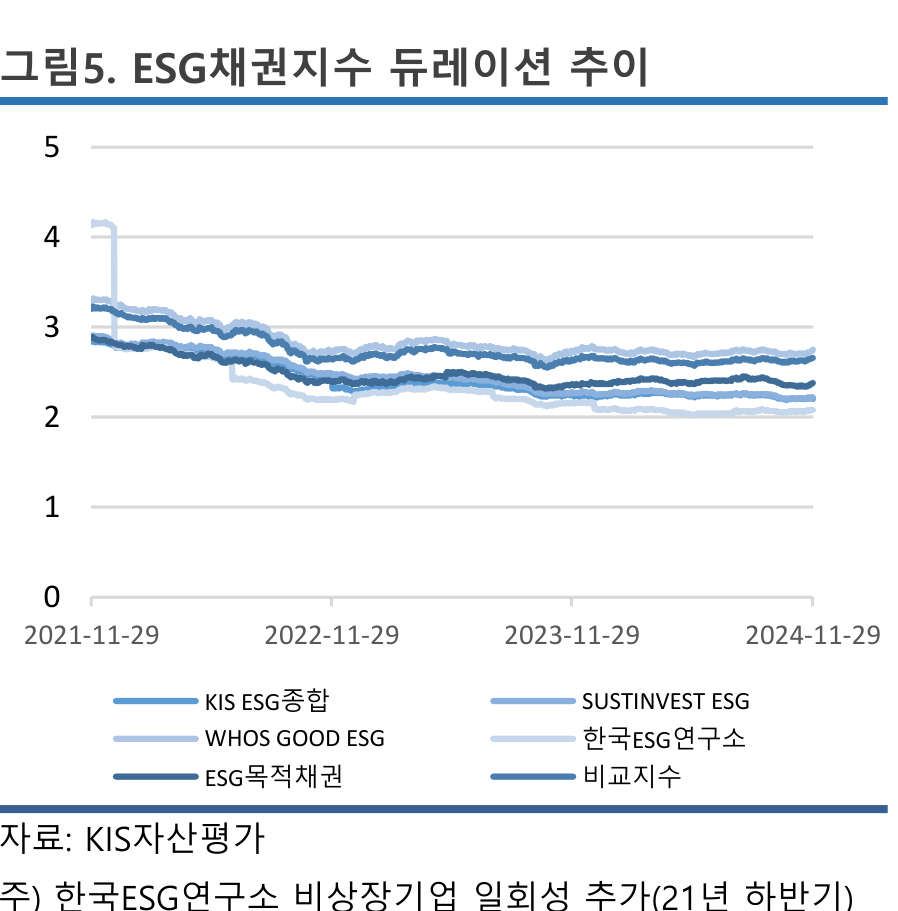 그림5. ESG채권지수 듀레이션 추이
5
4
3
2
1
0
2021-11-29 2022-11-29 2023-11-29 2024-11-29
KIS ESG종합 SUSTINVEST ESG
WHOS GOOD ESG 한국ESG연구소
ESG목적채권 비교지수
자료: KIS자산평가
주) 한국ESG연구소 비상장기업 일회성 추가(21년 하반기)